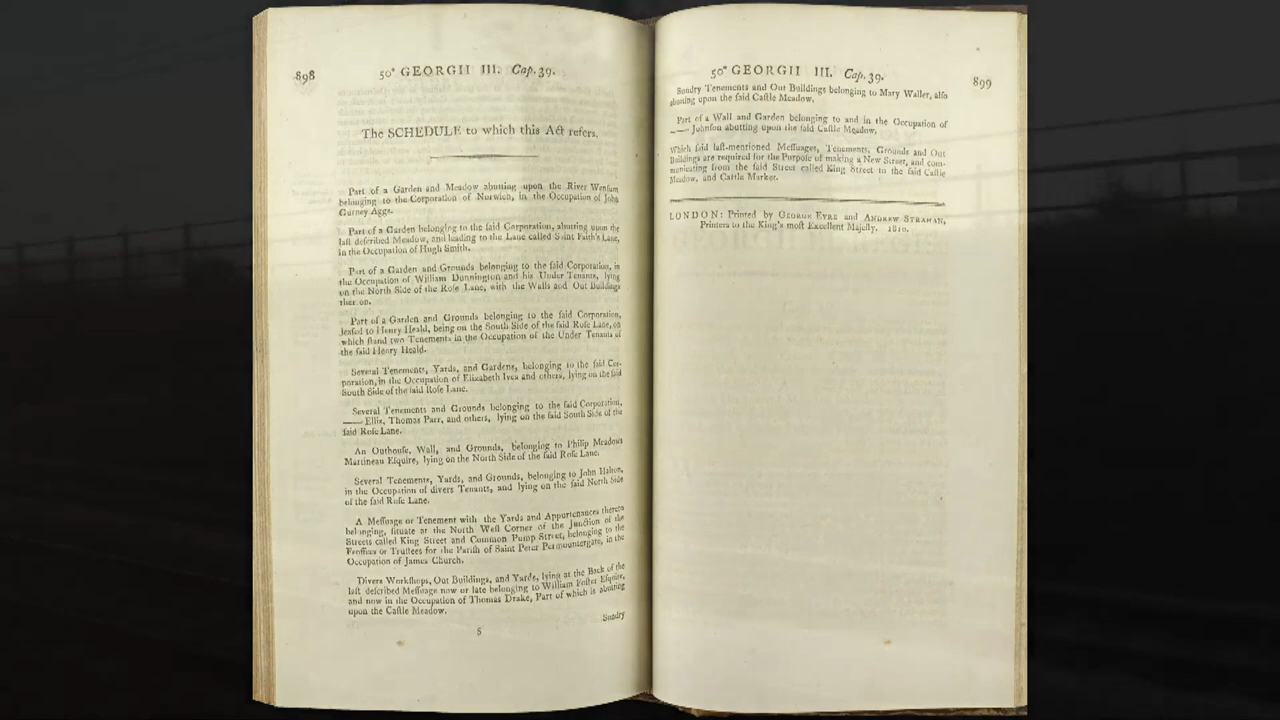 898
50° GEORGII III. Cap. 39.
The SCHEDULE to which this Act refers.
Part of a Garden and Meadow abutting upon the River Wensum
belonging to the Corporation of Norwich, in the Occupation of John
Gurney Aggs.
Part of a Garden belonging to the said Corporation, abutting upon the
last described Meadow, and leading to the Lane called Saint Faith's Lane,
in the Occupation of Hugh Smith.
Part of a Garden and Grounds belonging to the said Corporation, in
the Occupation of William Dunnington and his Under Tenants, lying
on the North Side of the Rose Lane, with the Walls and Out Buildings
thereon.
Part of a Garden and Grounds belonging to the said Corporation,
leased to Henry Heald, being on the South Side of the said Rose Lane, on
which stand two Tenements in the Occupation of the Under Tenants of
the said Henry Heald.
Several Tenements, Yards, and Gardens, belonging to the said Cor-
poration, in the Occupation of Elizabeth Ives and others, lying on the said
South Side of the said Rose Lane.
Several Tenements and Grounds belonging to the said Corporation,
—— Ellis, Thomas Parr, and others, lying on the said South Side of the
said Rose Lane.
An Outhouse, Wall, and Grounds, belonging to Philip Meadows
Martineau Esquire, lying on the North Side of the said Rose Lane.
Several Tenements, Yards, and Grounds, belonging to John
in the Occupation of divers Tenants, and lying on the said North Side
of the said Rose Lane.
A Messuage or Tenement with the Yards and Appurtenances thereto
belonging, situate at the North West Corner of the Junction of the
Streets called King Street and Common Pump Street, belonging to the
Feoffees or Trustees for the Parish of Saint Peter Permountergate, in the
Occupation of James Church.
Divers Workshops, Out Buildings, and Yards, lying at the Back of the
last described Messuage now or late belonging to William Foster Esquire,
and now in the Occupation of Thomas Drake, Part of which is abutting
upon the Castle Meadow.
Sundry
S
50° GEORGII III. Cap. 39.
899
Sundry Tenements and Out Buildings belonging to Mary Waller, also
abutting upon the said Castle Meadow,
Part of a Wall and Garden belonging to and in the Occupation of
—— Johnson abutting upon the said Castle Meadow,
Which said last-mentioned Messuages, Tenements, Grounds and Out
Buildings are required for the Purpose of making a New Street, and com-
municating from the said Street called King Street to the said Castle
Meadow, and Cattle Market.
LONDON: Printed by GEORGE EYRE and ANDREW STRAHAN,
Printers to the King's most Excellent Majesty. 1810.